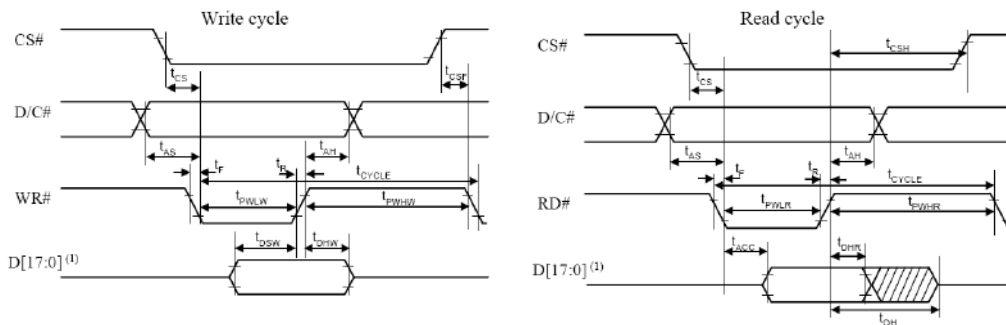 Write cycle
CS#
tCS
tCSF
D/C#
tAS
tF
tR
tAH
tCYCLE
WR#
tPWLW
tPWHW
tDSW
tDHW
D[17:0] (1)
Read cycle
CS#
tCSH
tCS
D/C#
tAS
tF
tR
tAH
tCYCLE
RD#
tPWLR
tPWHR
tACC
tDHR
D[17:0] (1)
tOH